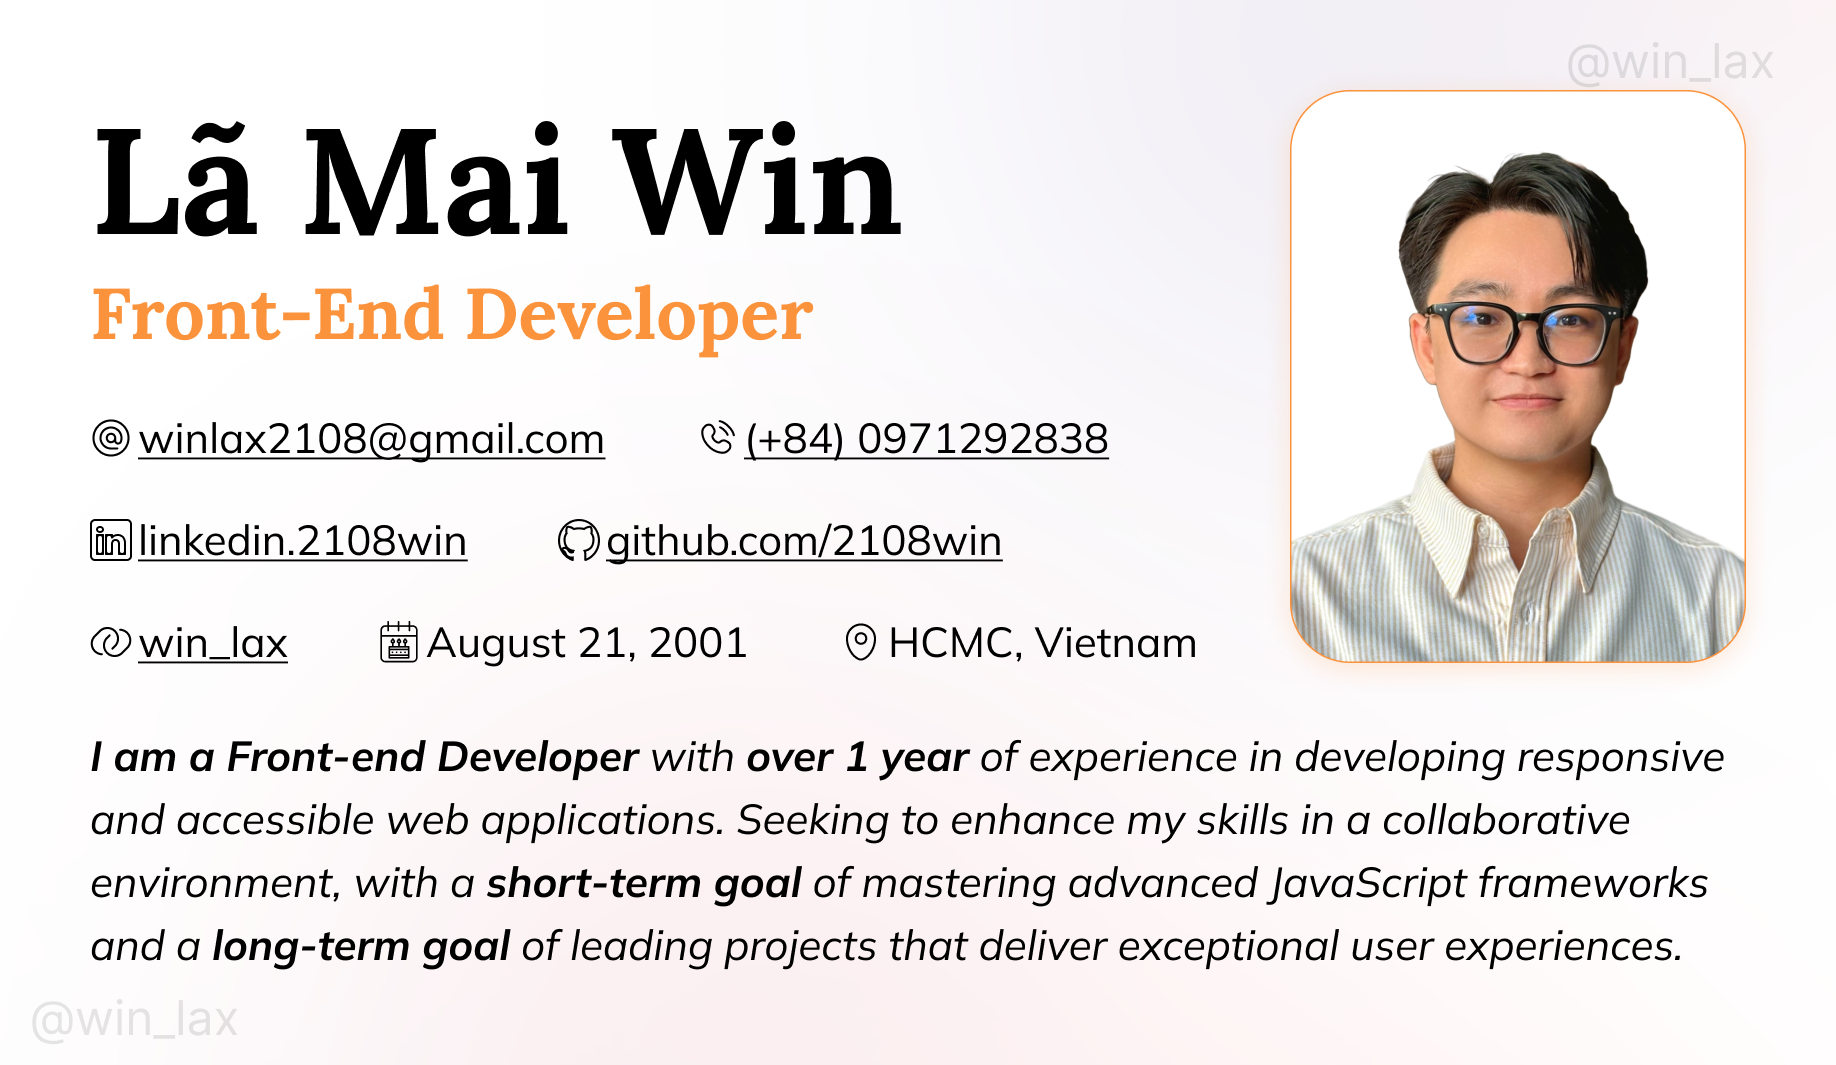 @win_lax
Lã Mai Win
Front-End Developer
winlax2108@gmail.com (+84) 0971292838
linkedin.2108win github.com/2108win
win_lax August 21, 2001 HCMC, Vietnam
I am a Front-end Developer with over 1 year of experience in developing responsive
and accessible web applications. Seeking to enhance my skills in a collaborative
environment, with a short-term goal of mastering advanced JavaScript frameworks
and a long-term goal of leading projects that deliver exceptional user experiences.
@win_lax